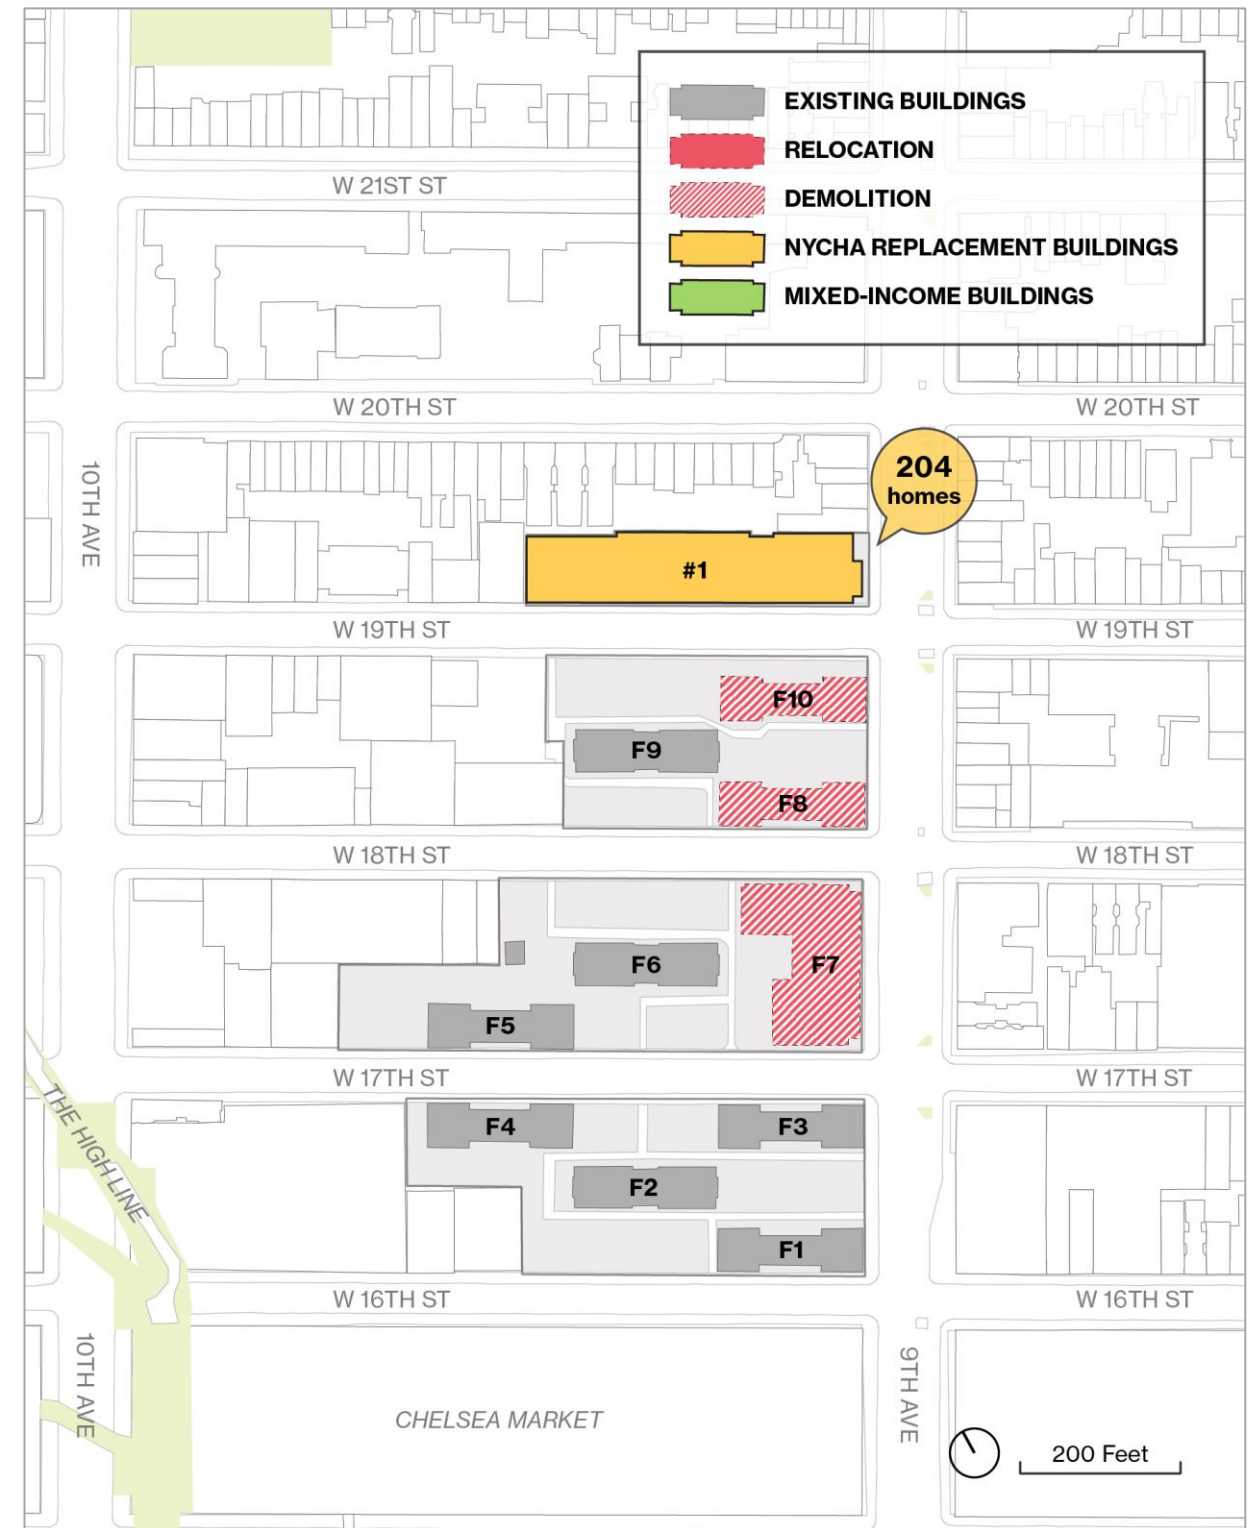 EXISTING BUILDINGS
RELOCATION
DEMOLITION
NYCHA REPLACEMENT BUILDINGS
MIXED-INCOME BUILDINGS
W 21ST ST
W 20TH ST
W 20TH ST
10TH AVE
204
homes
#1
W 19TH ST
W 19TH ST
F10
F9
F8
W 18TH ST
W 18TH ST
F6
F7
F5
W 17TH ST
W 17TH ST
THE HIGH LINE
F4
F3
F2
F1
W 16TH ST
W 16TH ST
10TH AVE
9TH AVE
CHELSEA MARKET
200 Feet